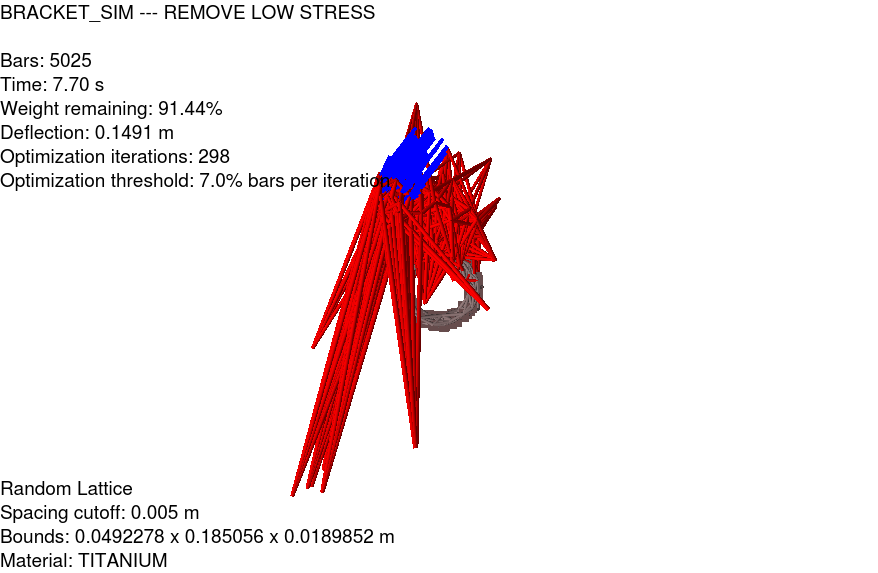 BRACKET_SIM --- REMOVE LOW STRESS
Bars: 5025
Time: 7.70 s
Weight remaining: 91.44%
Deflection: 0.1491 m
Optimization iterations: 298
Optimization threshold: 7.0% bars per iteration
Random Lattice
Spacing cutoff: 0.005 m
Bounds: 0.0492278 x 0.185056 x 0.0189852 m
Material: TITANIUM